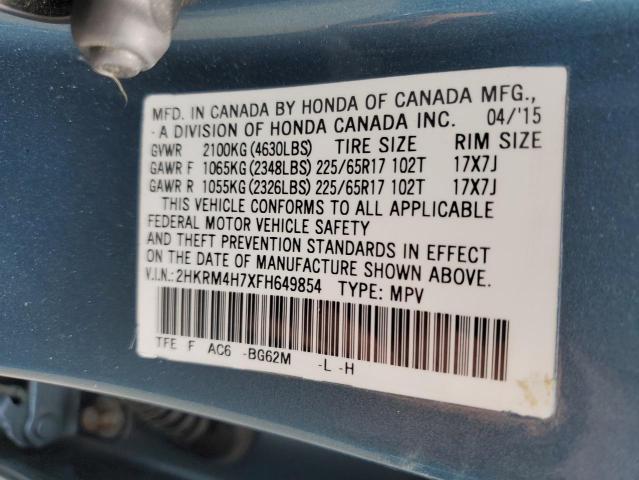 MFD. IN CANADA BY HONDA OF CANADA MFG.,
- A DIVISION OF HONDA CANADA INC. 04/'15
GVWR 2100KG (4630LBS) TIRE SIZE RIM SIZE
GAWR F 1065KG (2348LBS) 225/65R17 102T 17X7J
GAWR R 1055KG (2326LBS) 225/65R17 102T 17X7J
THIS VEHICLE CONFORMS TO ALL APPLICABLE
FEDERAL MOTOR VEHICLE SAFETY
AND THEFT PREVENTION STANDARDS IN EFFECT
ON THE DATE OF MANUFACTURE SHOWN ABOVE.
V.I.N.: 2HKRM4H7XFH649854 TYPE: MPV
TFE F AC6 -BG62M -L -H